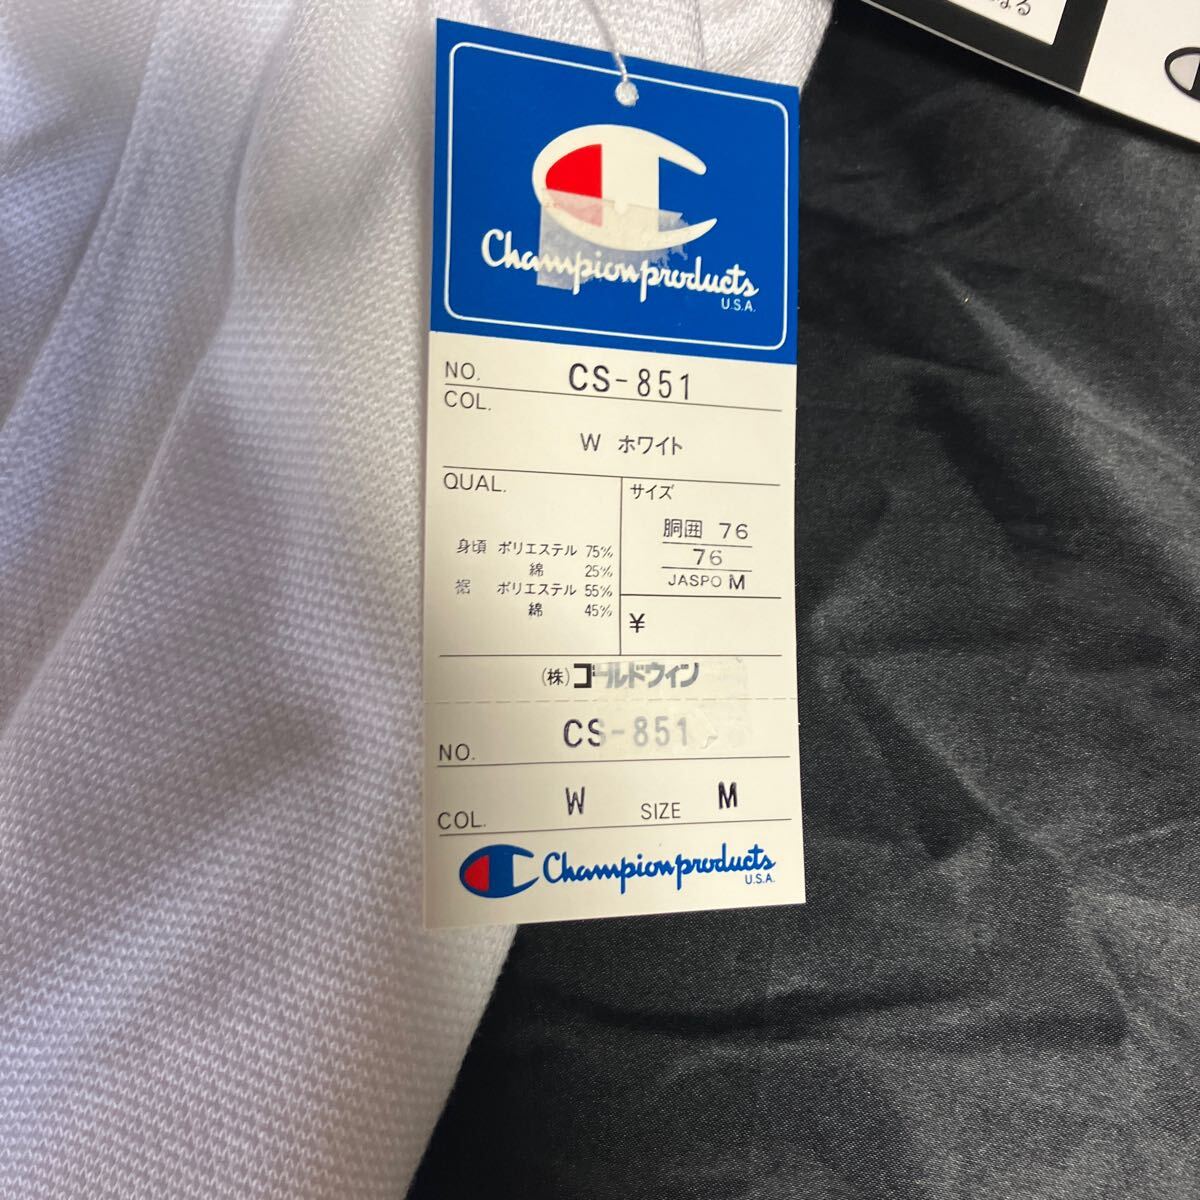 Champion products
U.S.A.
NO. CS-851
COL.
W ホワイト
QUAL.
サイズ
身頃 ポリエステル 75%
綿 25%
裾 ポリエステル 55%
綿 45%
胴囲 76
76
JASPO M
¥
(株)ゴールドウイン
NO. CS-851
COL. W SIZE M
Champion products
U.S.A.
なる